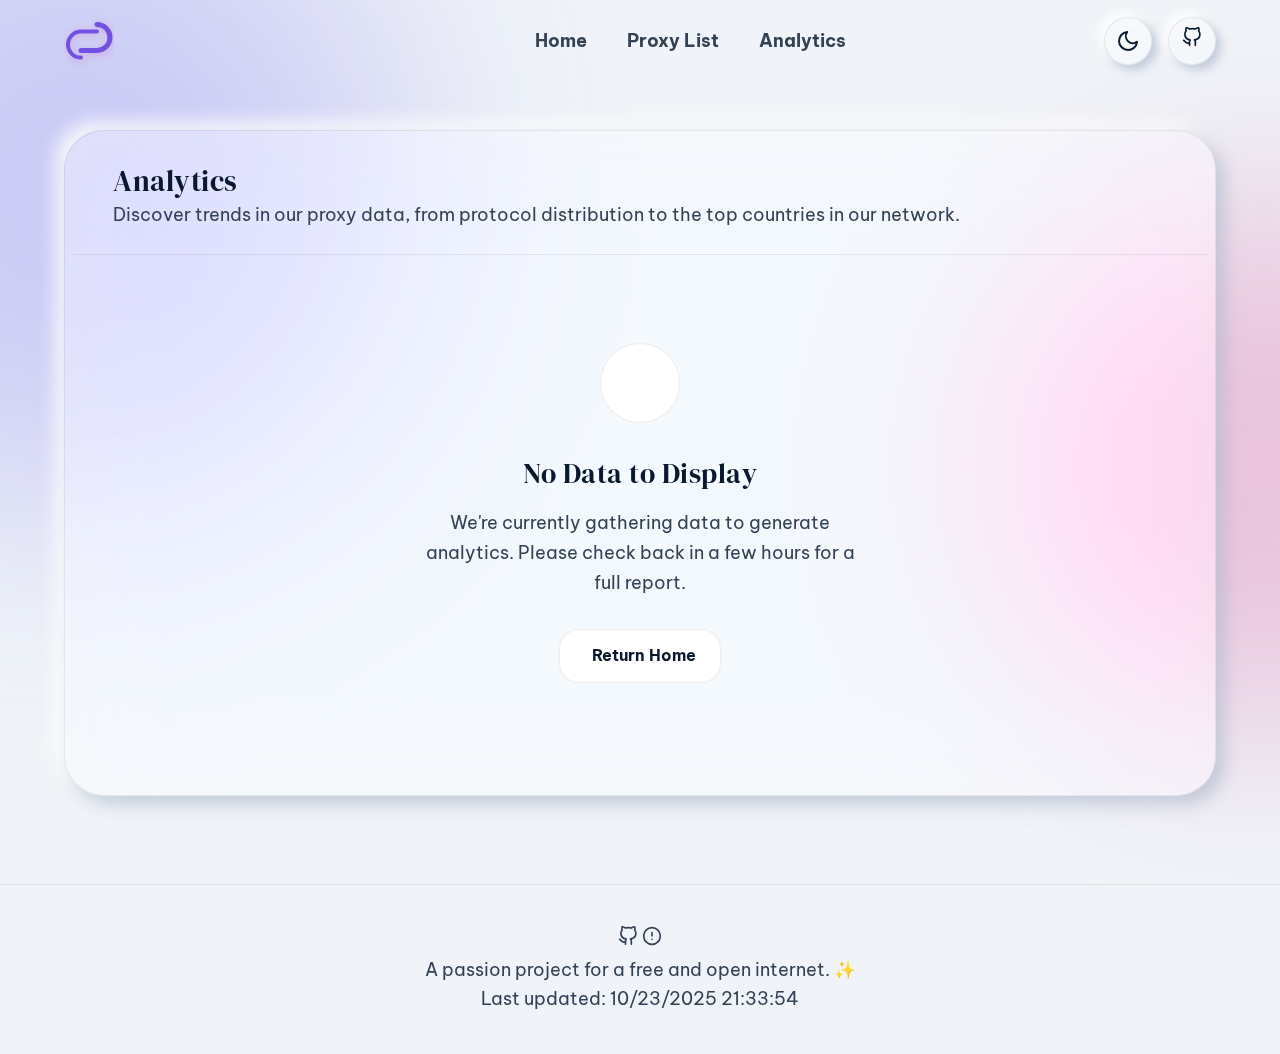 Home
Proxy List
Analytics
Analytics
Discover trends in our proxy data, from protocol distribution to the top countries in our network.
No Data to Display
We're currently gathering data to generate
analytics. Please check back in a few hours for a
full report.
Return Home
A passion project for a free and open internet. ✨
Last updated: 10/23/2025 21:33:54